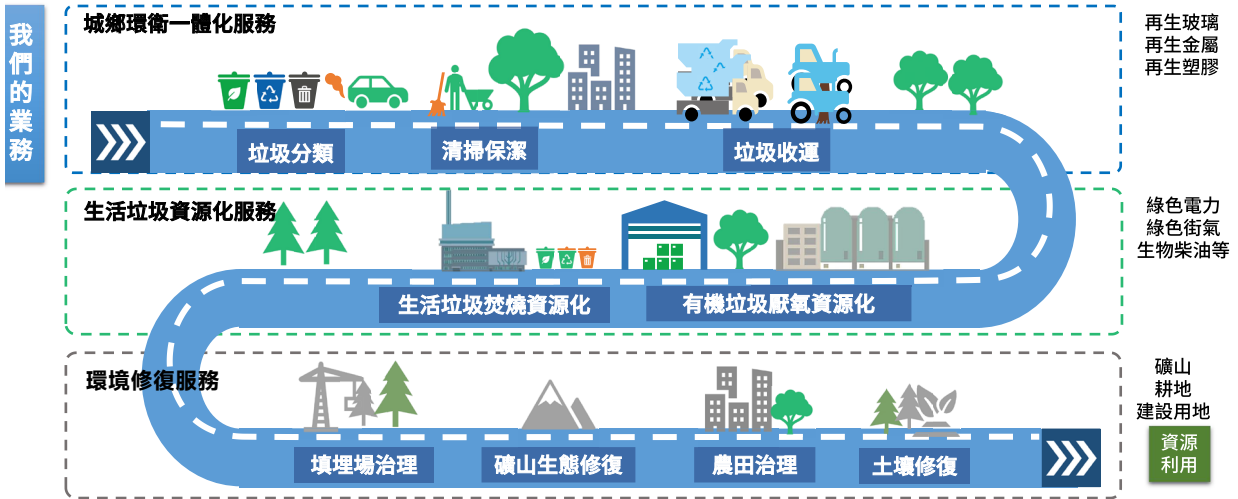 我們的業務
城鄉環衛一體化服務
垃圾分類
清掃保潔
垃圾收運
再生玻璃
再生金屬
再生塑膠
生活垃圾資源化服務
生活垃圾焚燒資源化
有機垃圾厭氧資源化
綠色電力
綠色街氣
生物柴油等
環境修復服務
填埋場治理
礦山生態修復
農田治理
土壤修復
礦山
耕地
建設用地
資源
利用